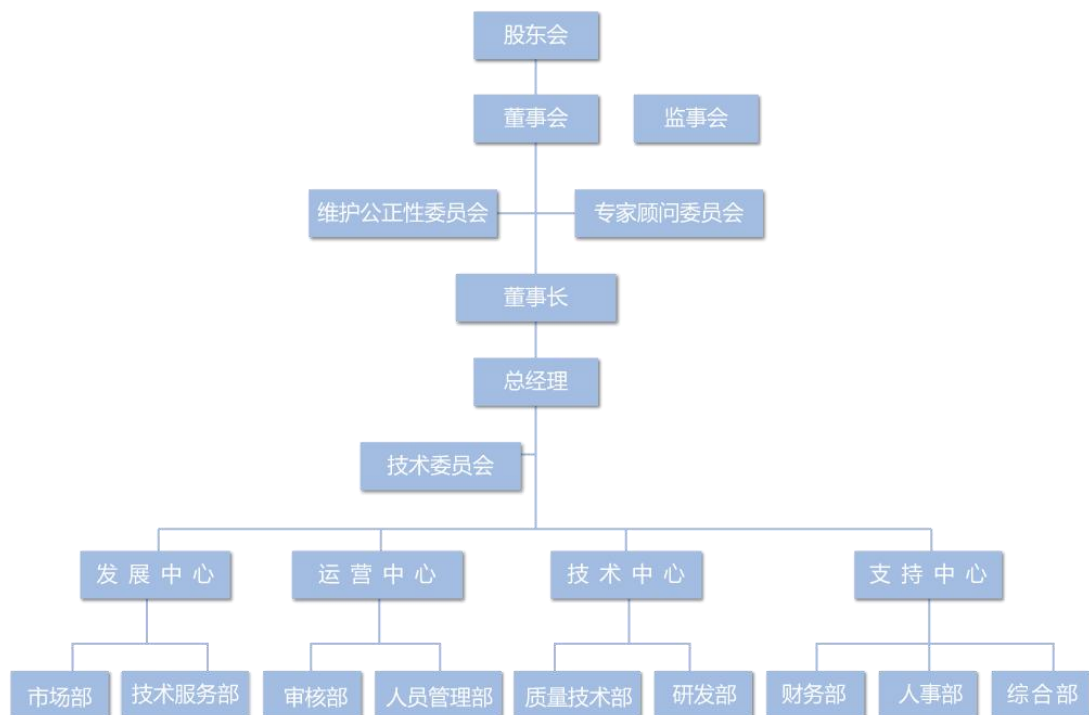 股东会
董事会
监事会
维护公正性委员会
专家顾问委员会
董事长
总经理
技术委员会
发展中心
运营中心
技术中心
支持中心
市场部
技术服务部
审核部
人员管理部
质量技术部
研发部
财务部
人事部
综合部